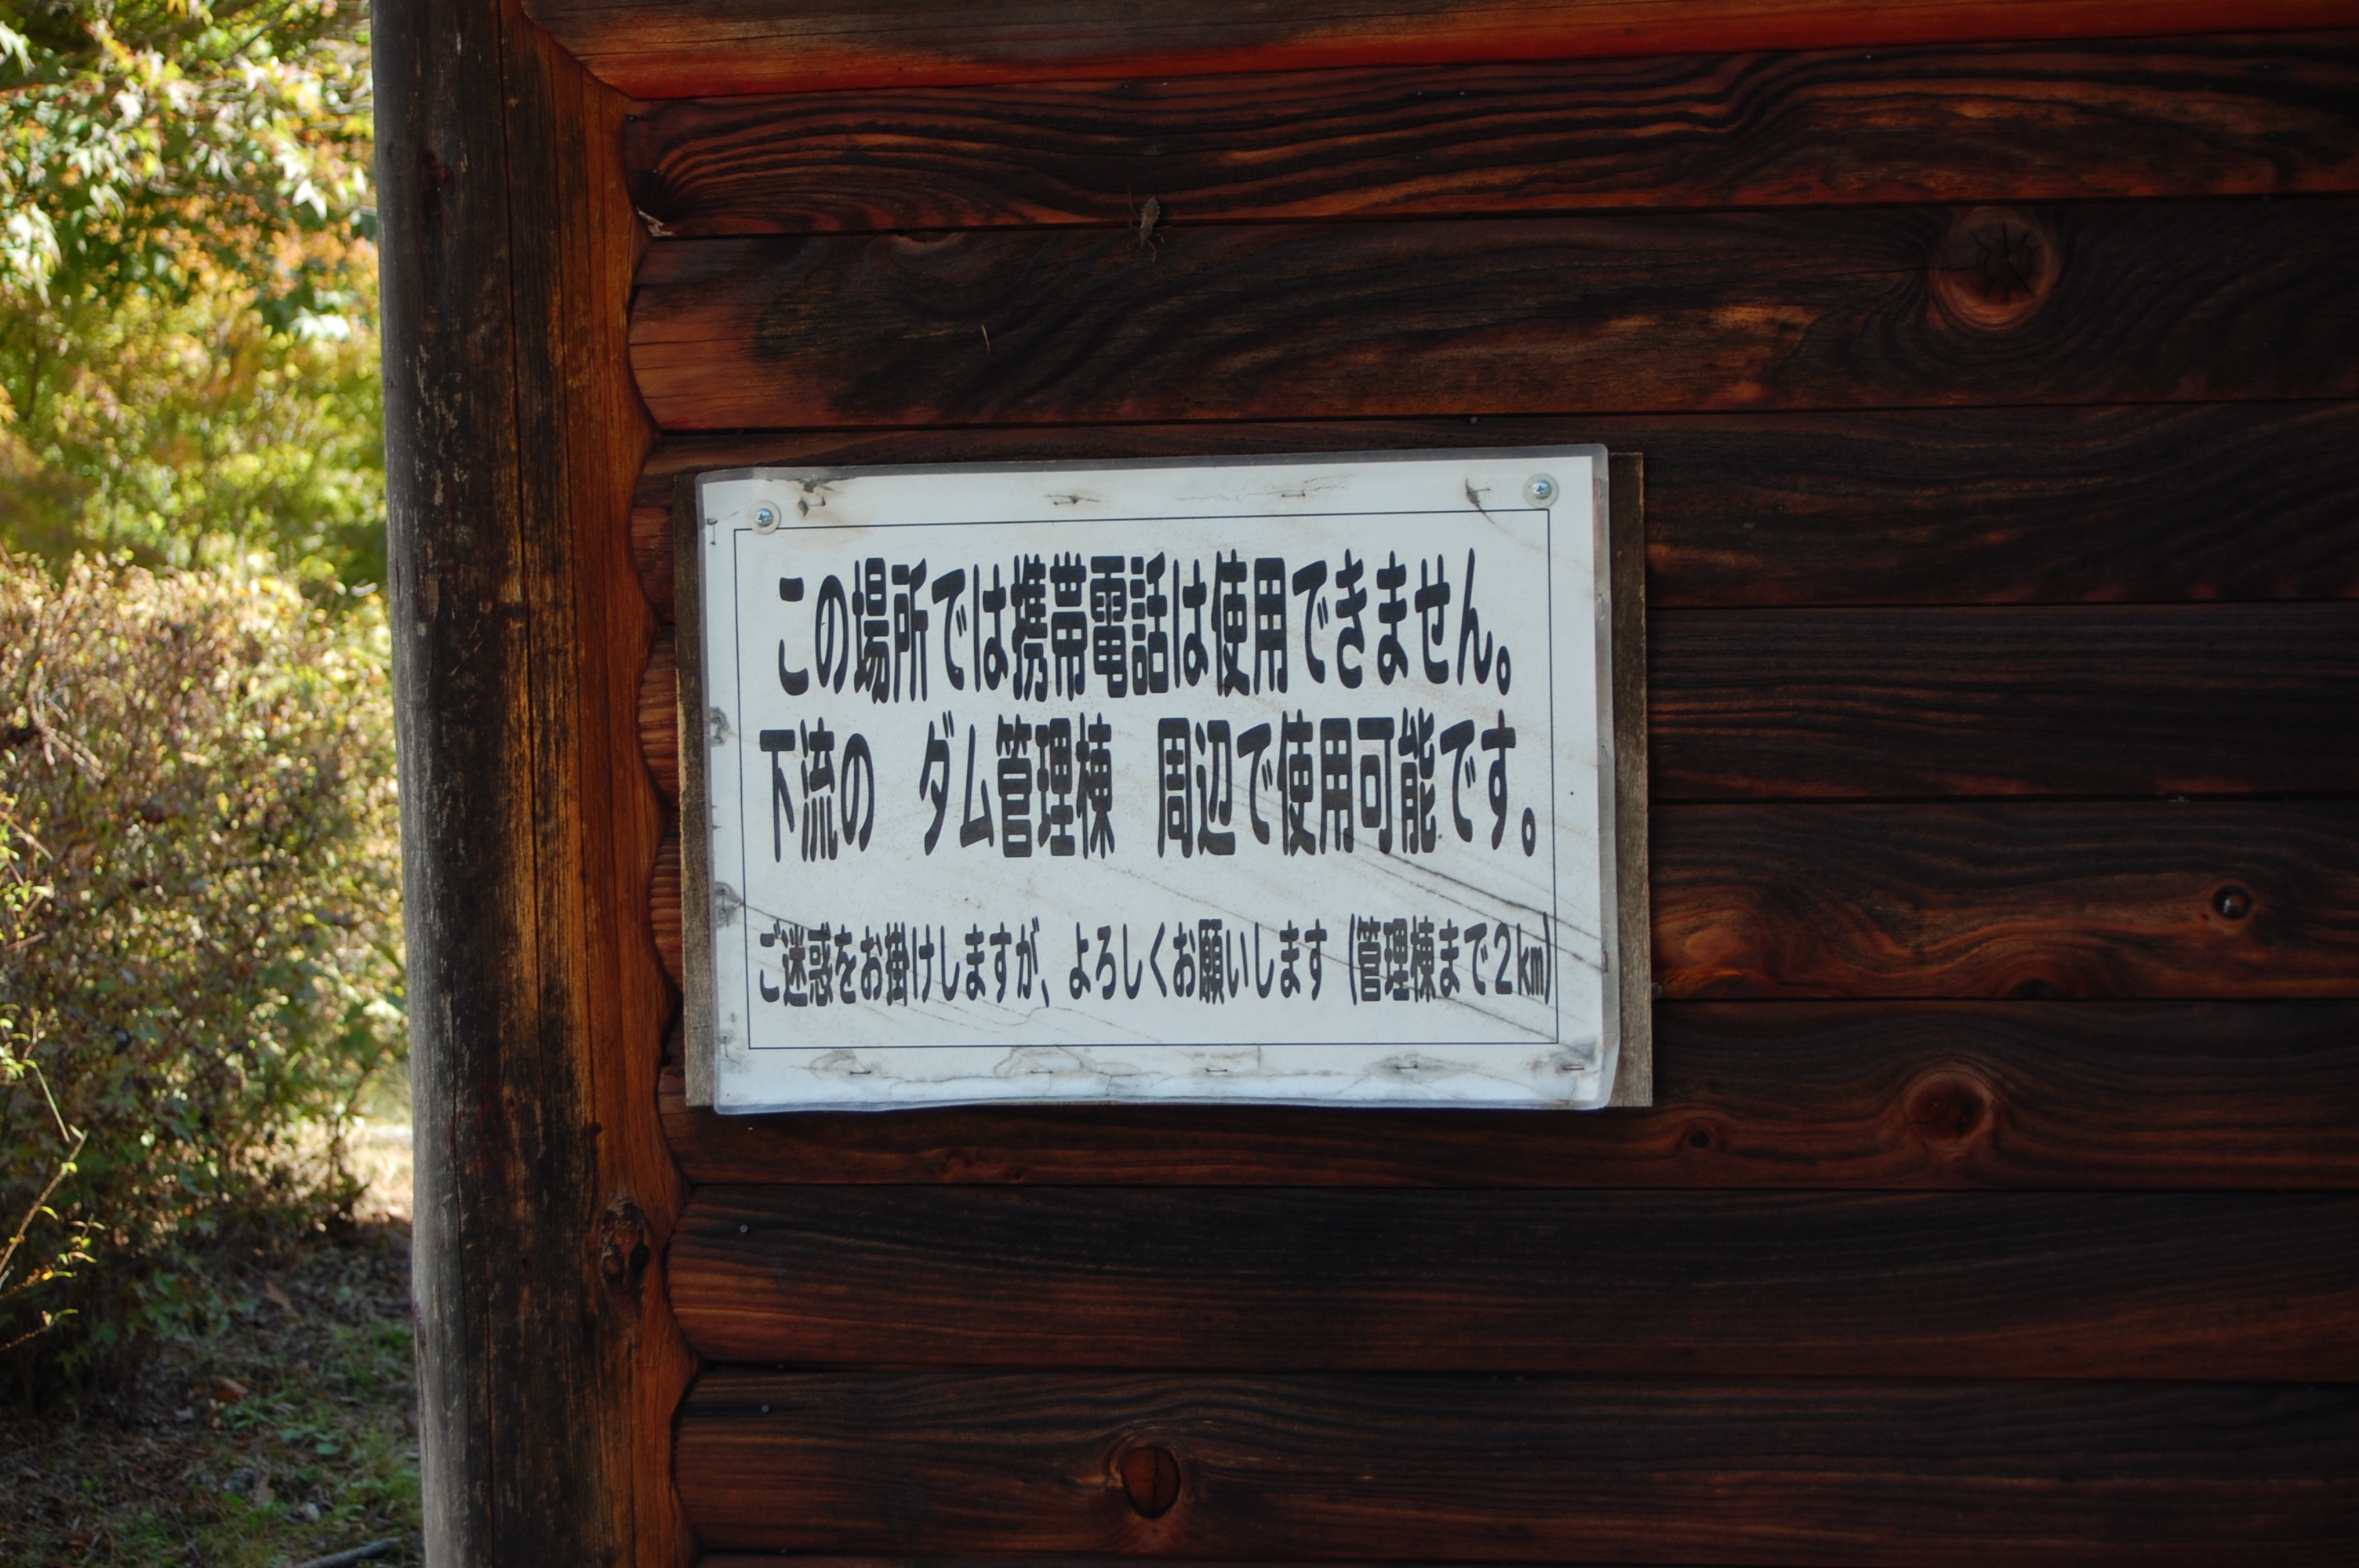 この場所では携帯電話は使用できません。
下流の　ダム管理棟　周辺で使用可能です。
ご迷惑をお掛けしますが、よろしくお願いします（管理棟まで２km）